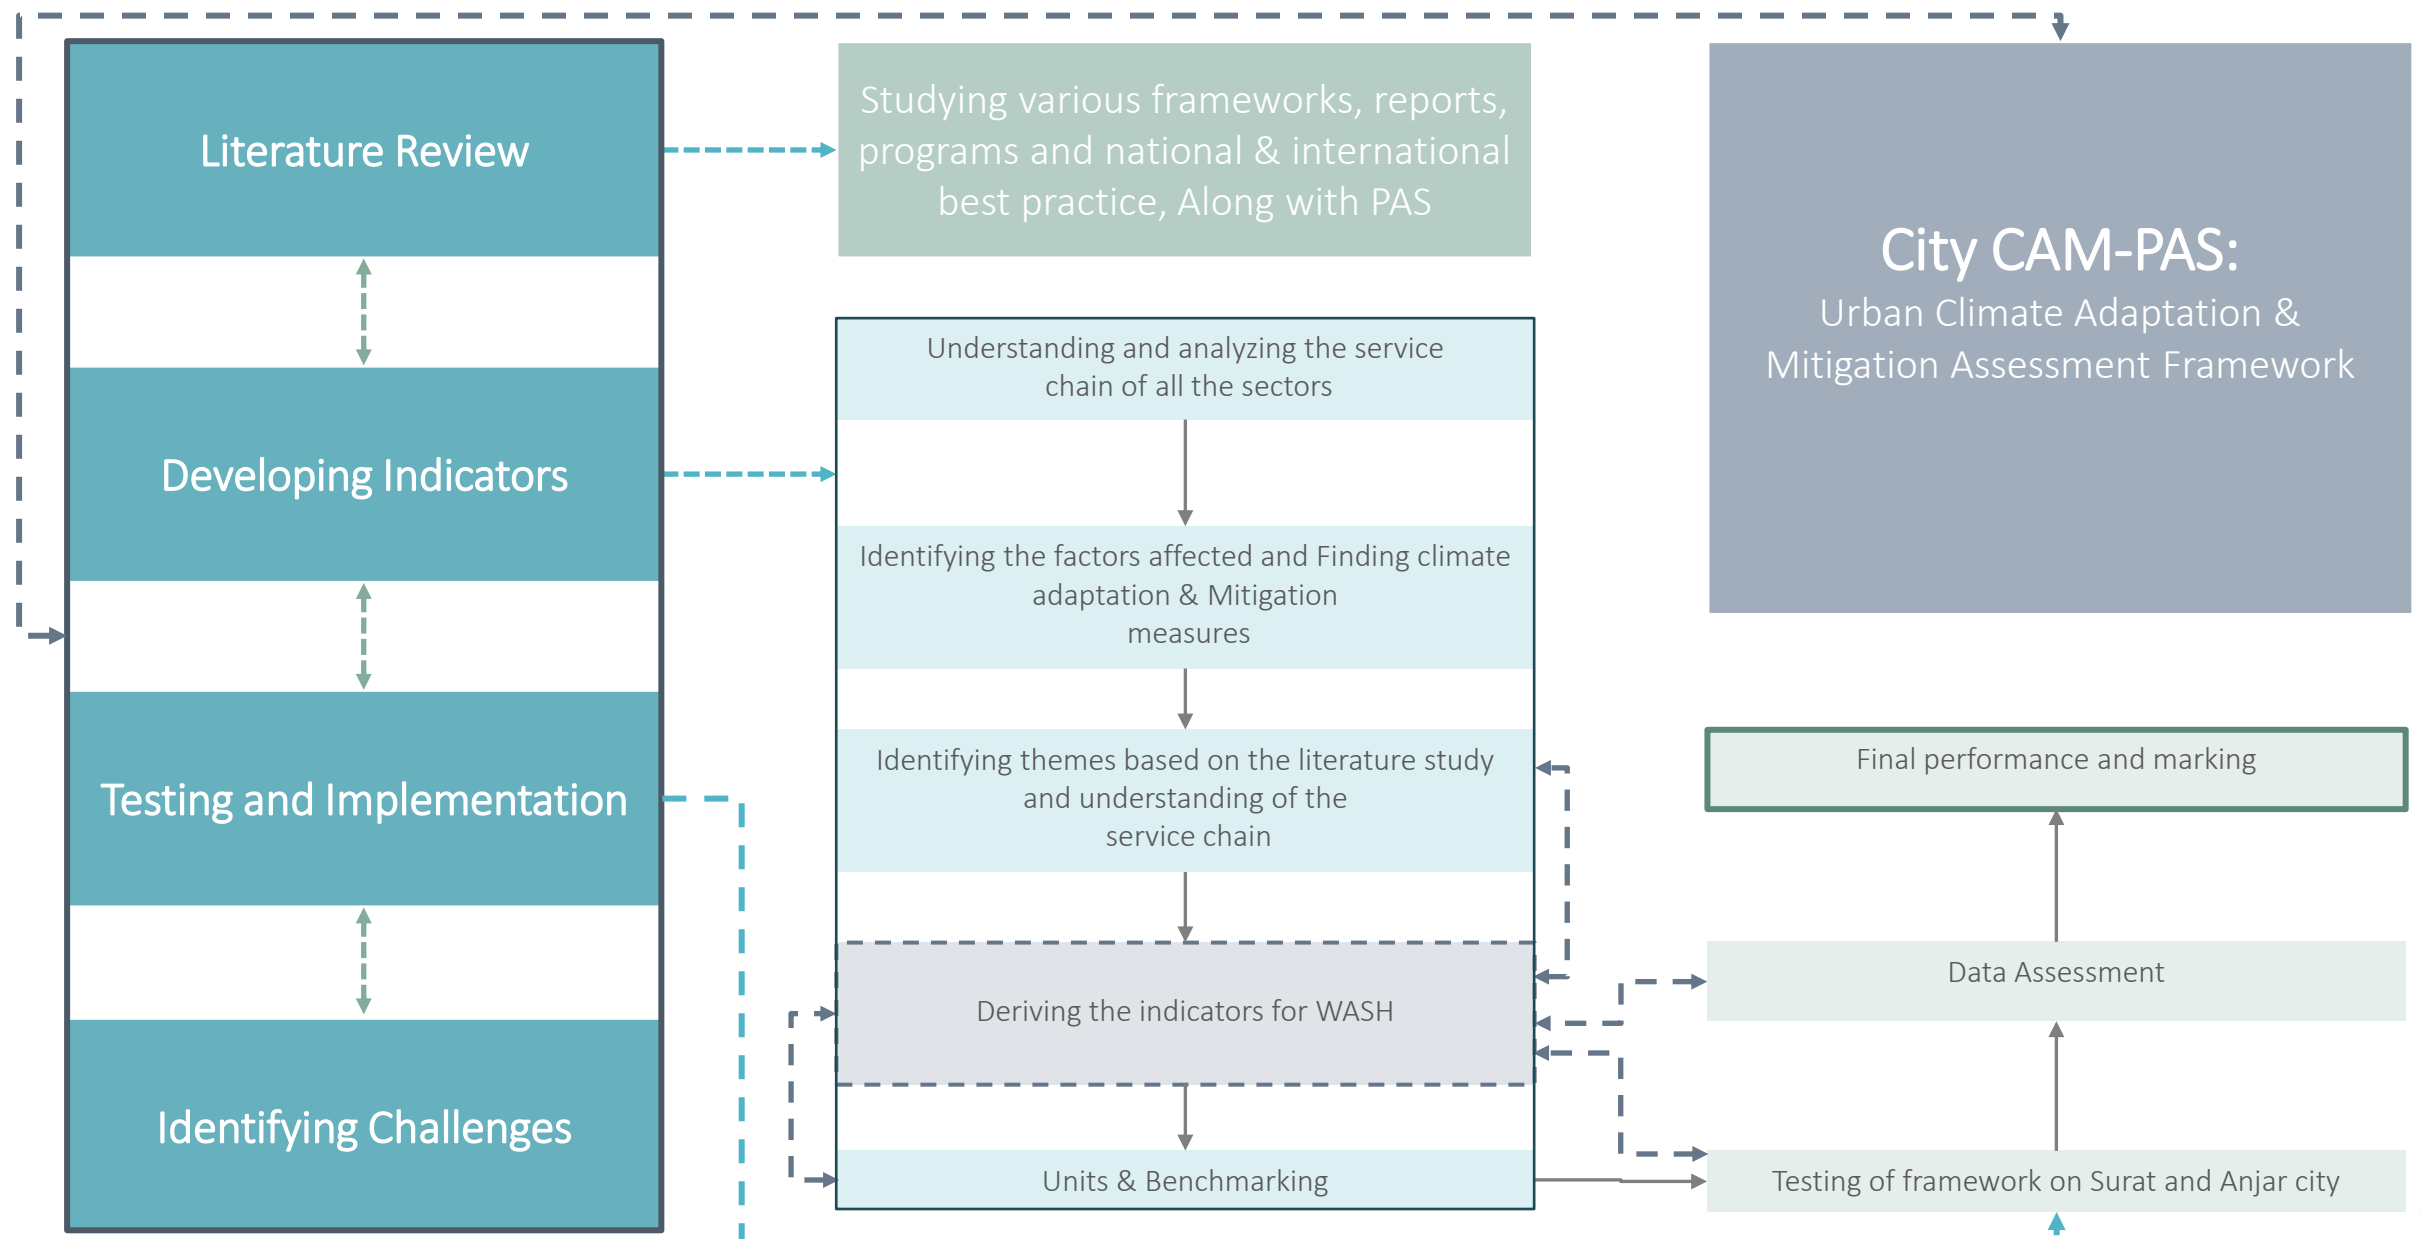 Literature Review
Developing Indicators
Testing and Implementation
Identifying Challenges
Studying various frameworks, reports,
programs and national & international
best practice, Along with PAS
Understanding and analyzing the service
chain of all the sectors
Identifying the factors affected and Finding climate
adaptation & Mitigation
measures
Identifying themes based on the literature study
and understanding of the
service chain
Deriving the indicators for WASH
Units & Benchmarking
City CAM-PAS:
Urban Climate Adaptation &
Mitigation Assessment Framework
Final performance and marking
Data Assessment
Testing of framework on Surat and Anjar city